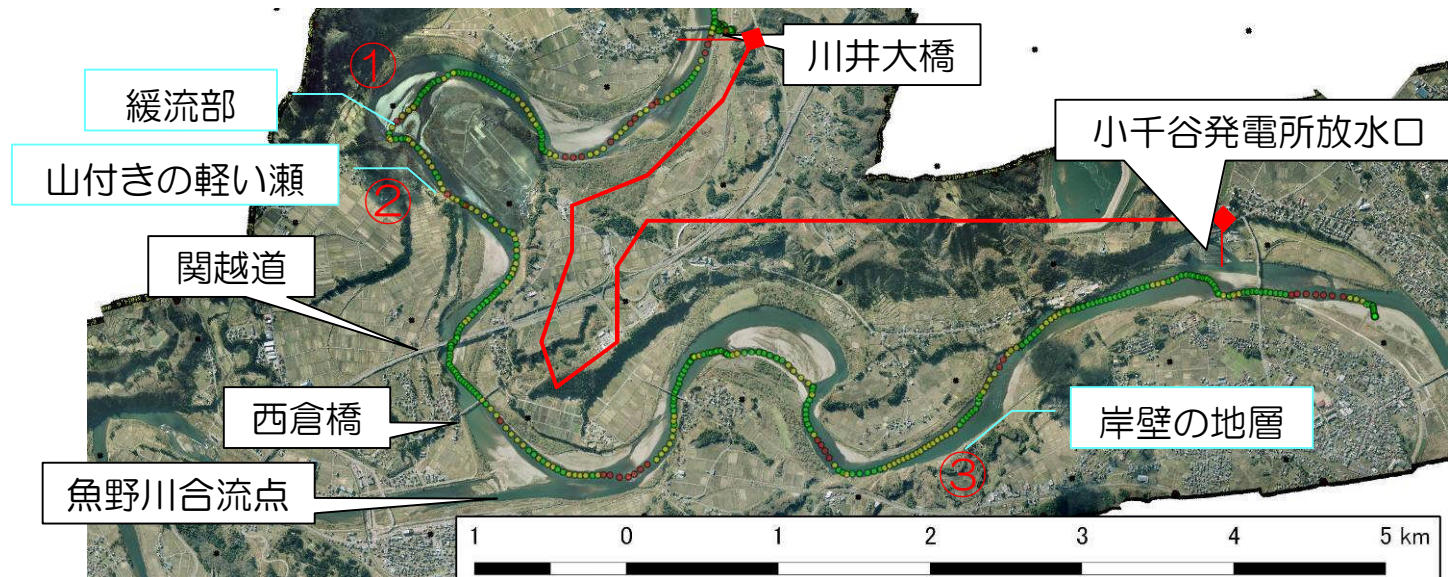 川井大橋
①
緩流部
小千谷発電所放水口
山付きの軽い瀬
②
関越道
西倉橋
岸壁の地層
③
魚野川合流点
1 0 1 2 3 4 5 km